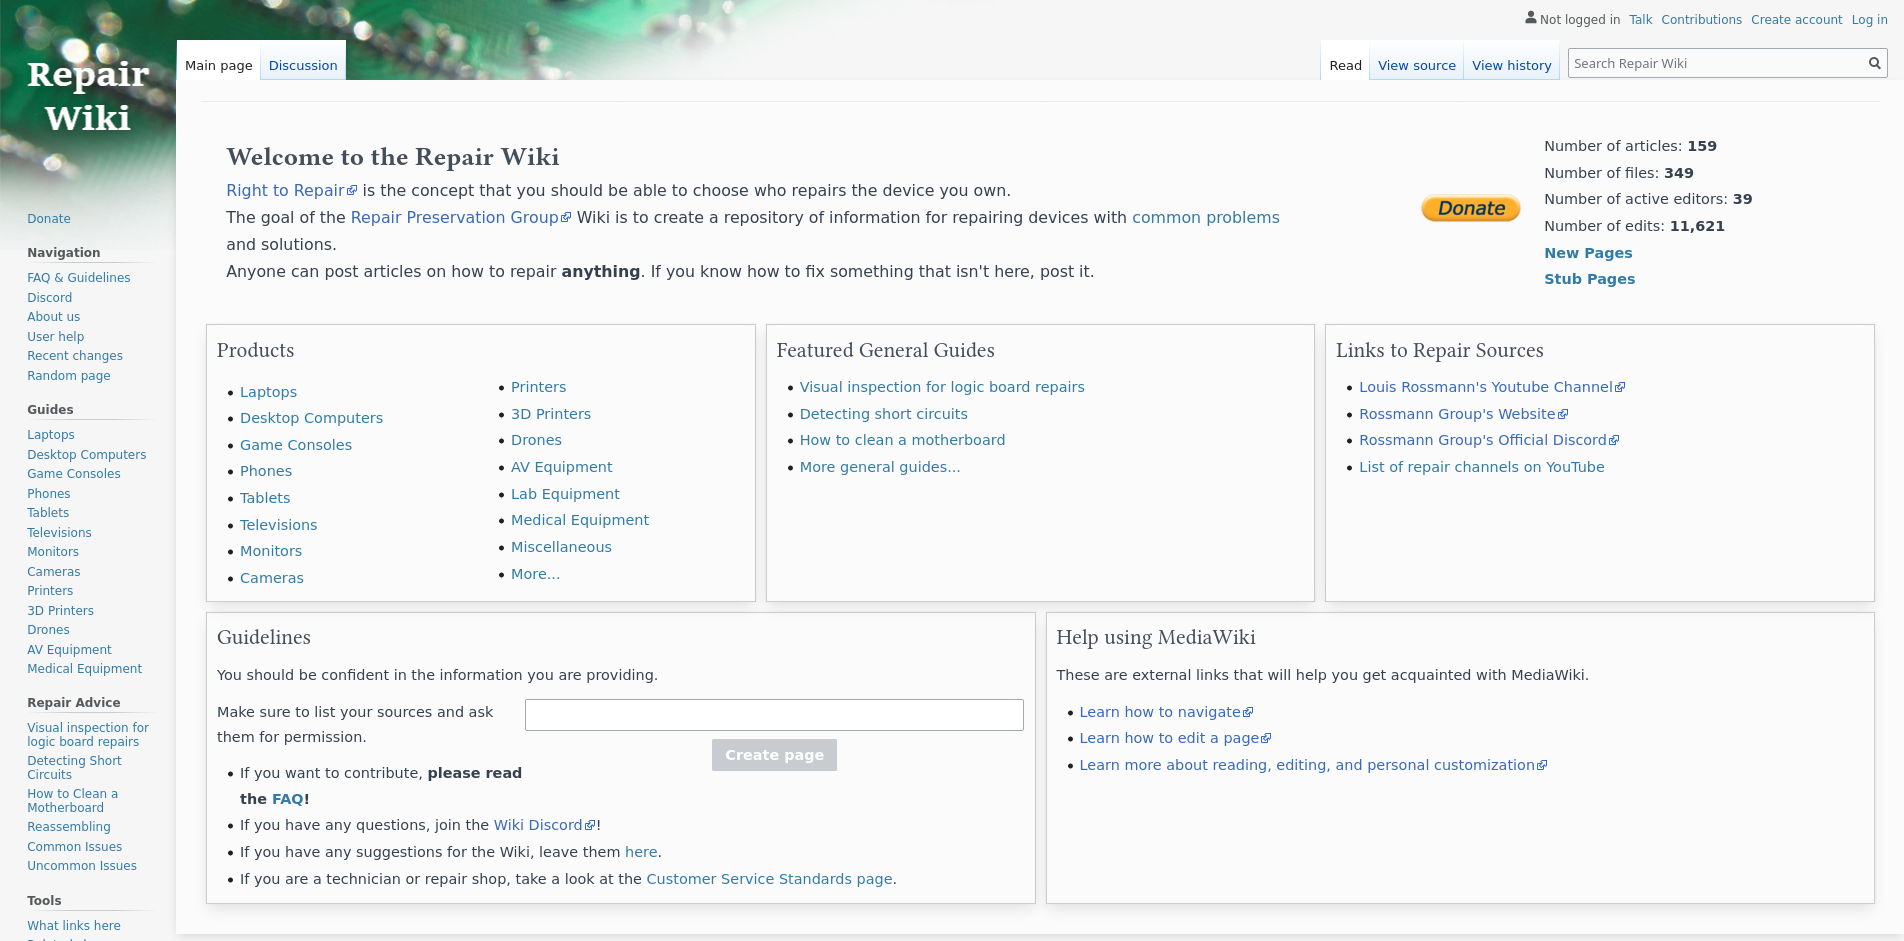 Not logged in Talk Contributions Create account Log in
Repair
Wiki
Main page Discussion
Read View source View history Search Repair Wiki
Welcome to the Repair Wiki
Right to Repair is the concept that you should be able to choose who repairs the device you own.
The goal of the Repair Preservation Group Wiki is to create a repository of information for repairing devices with common problems
and solutions.
Anyone can post articles on how to repair anything. If you know how to fix something that isn't here, post it.
Donate
Number of articles: 159
Number of files: 349
Number of active editors: 39
Number of edits: 11,621
New Pages
Stub Pages
Donate
Navigation
FAQ & Guidelines
Discord
About us
User help
Recent changes
Random page
Guides
Laptops
Desktop Computers
Game Consoles
Phones
Tablets
Televisions
Monitors
Cameras
Printers
3D Printers
Drones
AV Equipment
Medical Equipment
Repair Advice
Visual inspection for
logic board repairs
Detecting Short
Circuits
How to Clean a
Motherboard
Reassembling
Common Issues
Uncommon Issues
Tools
What links here
Products
Laptops
Desktop Computers
Game Consoles
Phones
Tablets
Televisions
Monitors
Cameras
Printers
3D Printers
Drones
AV Equipment
Lab Equipment
Medical Equipment
Miscellaneous
More...
Featured General Guides
Visual inspection for logic board repairs
Detecting short circuits
How to clean a motherboard
More general guides...
Links to Repair Sources
Louis Rossmann's Youtube Channel
Rossmann Group's Website
Rossmann Group's Official Discord
List of repair channels on YouTube
Guidelines
You should be confident in the information you are providing.
Make sure to list your sources and ask
them for permission.
Create page
If you want to contribute, please read
the FAQ!
If you have any questions, join the Wiki Discord!
If you have any suggestions for the Wiki, leave them here.
If you are a technician or repair shop, take a look at the Customer Service Standards page.
Help using MediaWiki
These are external links that will help you get acquainted with MediaWiki.
Learn how to navigate
Learn how to edit a page
Learn more about reading, editing, and personal customization